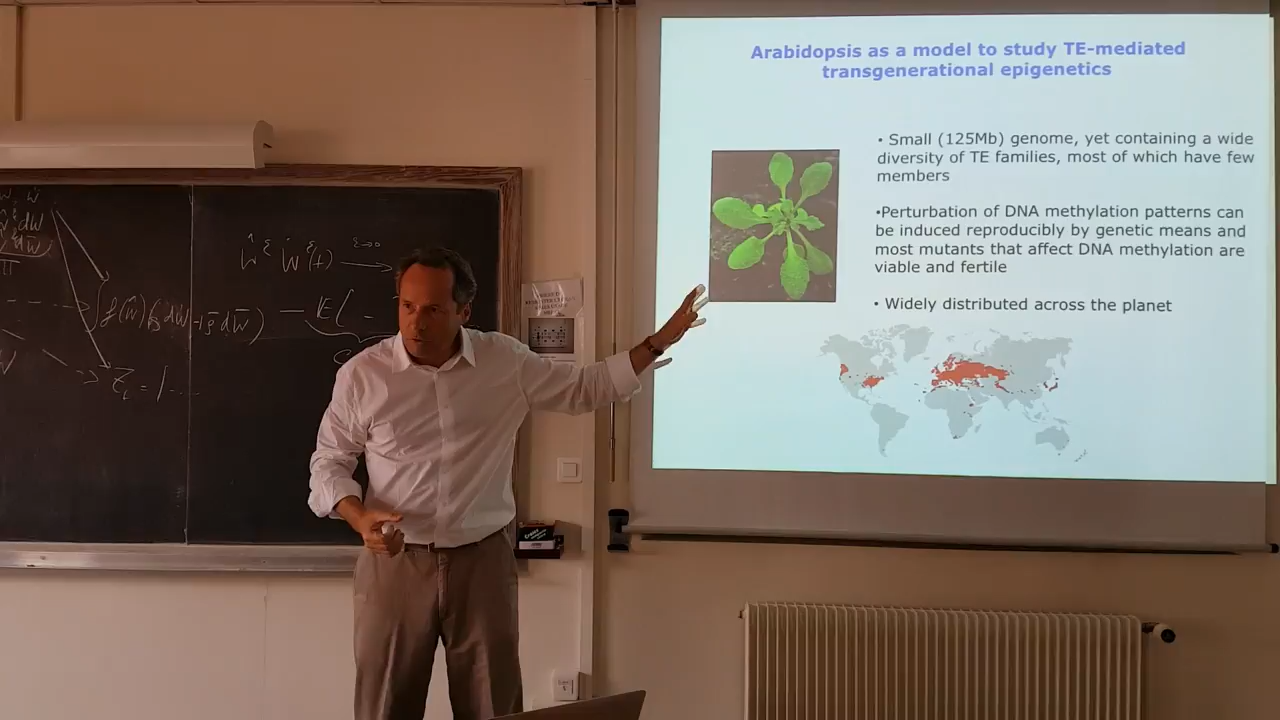 Arabidopsis as a model to study TE-mediated
transgenerational epigenetics
• Small (125Mb) genome, yet containing a wide
diversity of TE families, most of which have few
members
•Perturbation of DNA methylation patterns can
be induced reproducibly by genetic means and
most mutants that affect DNA methylation are
viable and fertile
• Widely distributed across the planet